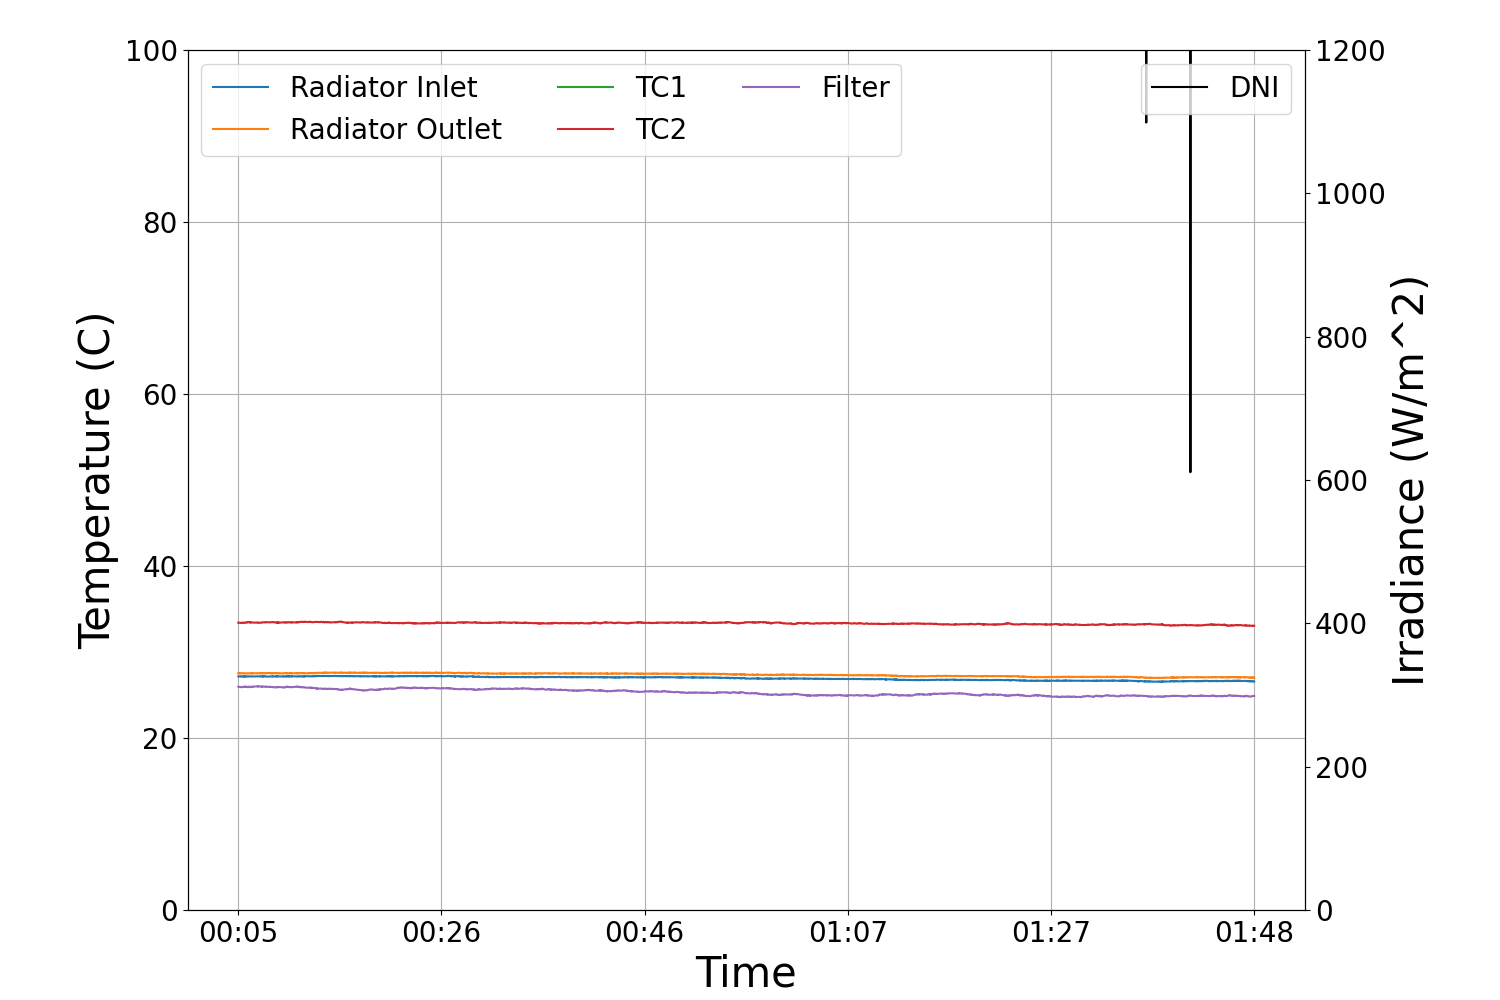 100
80
60
40
20
0
Temperature (C)
Radiator Inlet
Radiator Outlet
TC1
TC2
Filter
DNI
1200
1000
800
600
400
200
0
Irradiance (W/m^2)
00:05 00:26 00:46 01:07 01:27 01:48
Time